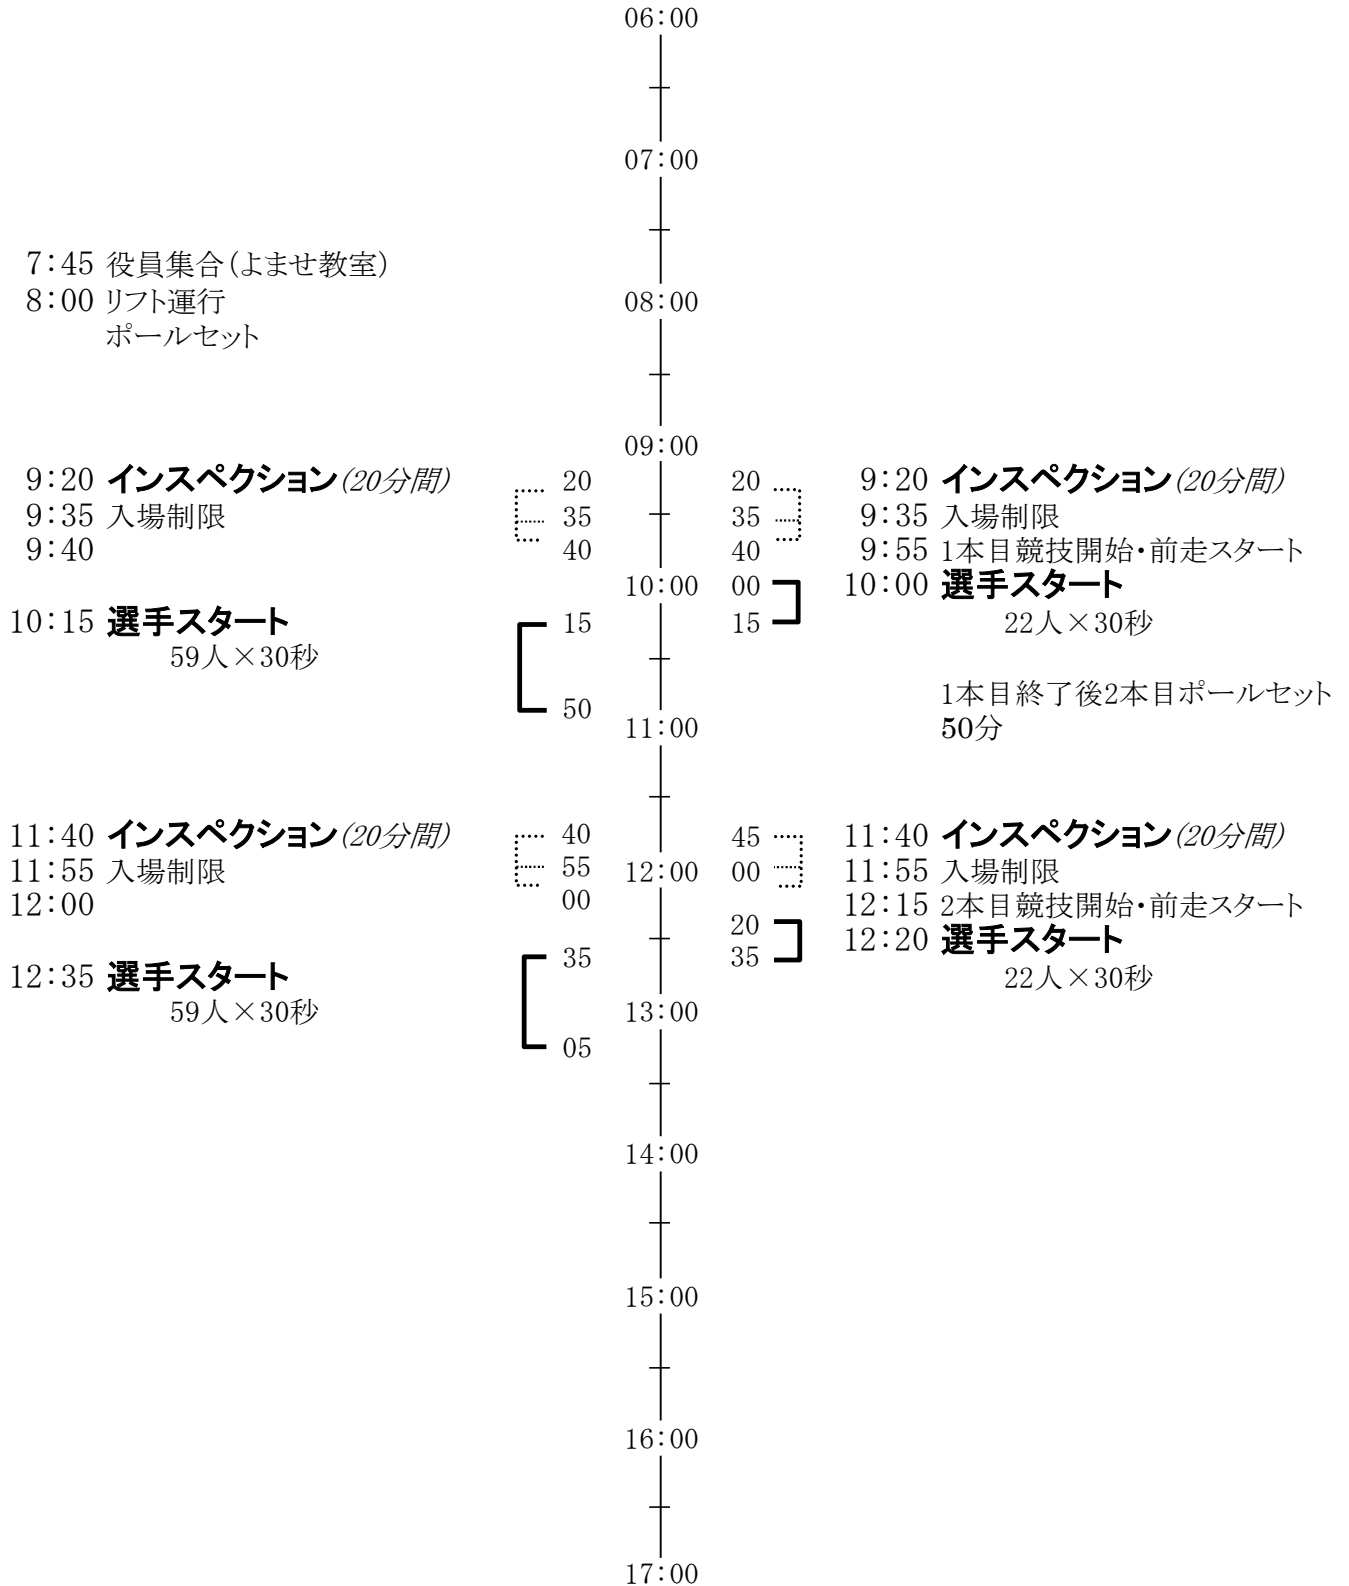 06:00
07:00
7:45 役員集合(よませ教室)
8:00 リフト運行
08:00
ポールセット
09:00
9:20 インスペクション(20分間) 20 20 9:20 インスペクション(20分間)
9:35 入場制限 35 35 9:35 入場制限
9:40 40 40 9:55 1本目競技開始・前走スタート
10:00 00 10:00 選手スタート
10:15 選手スタート 15 15 22人×30秒
59人×30秒
1本目終了後2本目ポールセット
50 50分
11:00
11:40 インスペクション(20分間) 40 45 11:40 インスペクション(20分間)
11:55 入場制限 55 12:00 00 11:55 入場制限
12:00 00 12:15 2本目競技開始・前走スタート
20 12:20 選手スタート
35 35
12:35 選手スタート 22人×30秒
59人×30秒 13:00
05
14:00
15:00
16:00
17:00